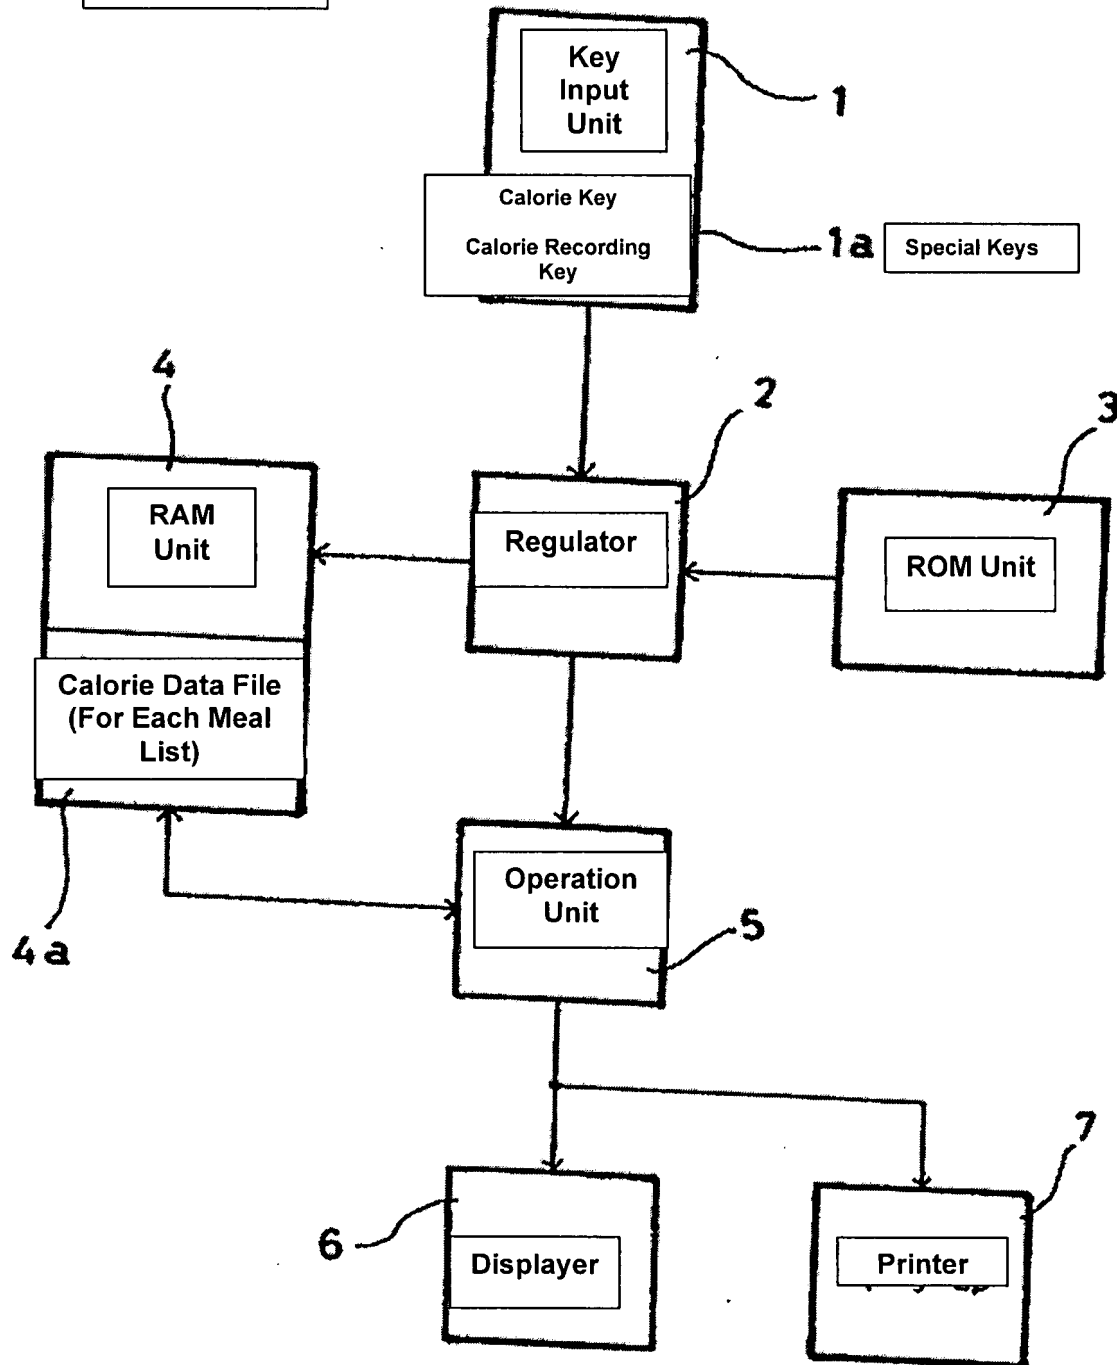 Key
Input
Unit
1
Calorie Key
Calorie Recording
Key
1a
Special Keys
4
2
3
RAM
Unit
Regulator
ROM Unit
Calorie Data File
(For Each Meal
List)
4a
Operation
Unit
5
6
Displayer
7
Printer